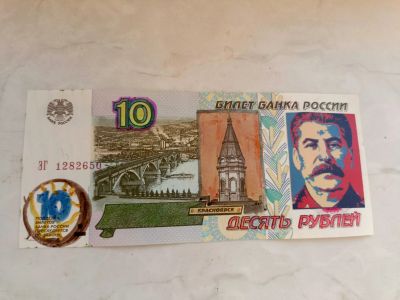 10
БИЛЕТ БАНКА РОССИИ
ЗГ 1282650
10
КРАСНОЯРСК
ДЕСЯТЬ РУБЛЕЙ